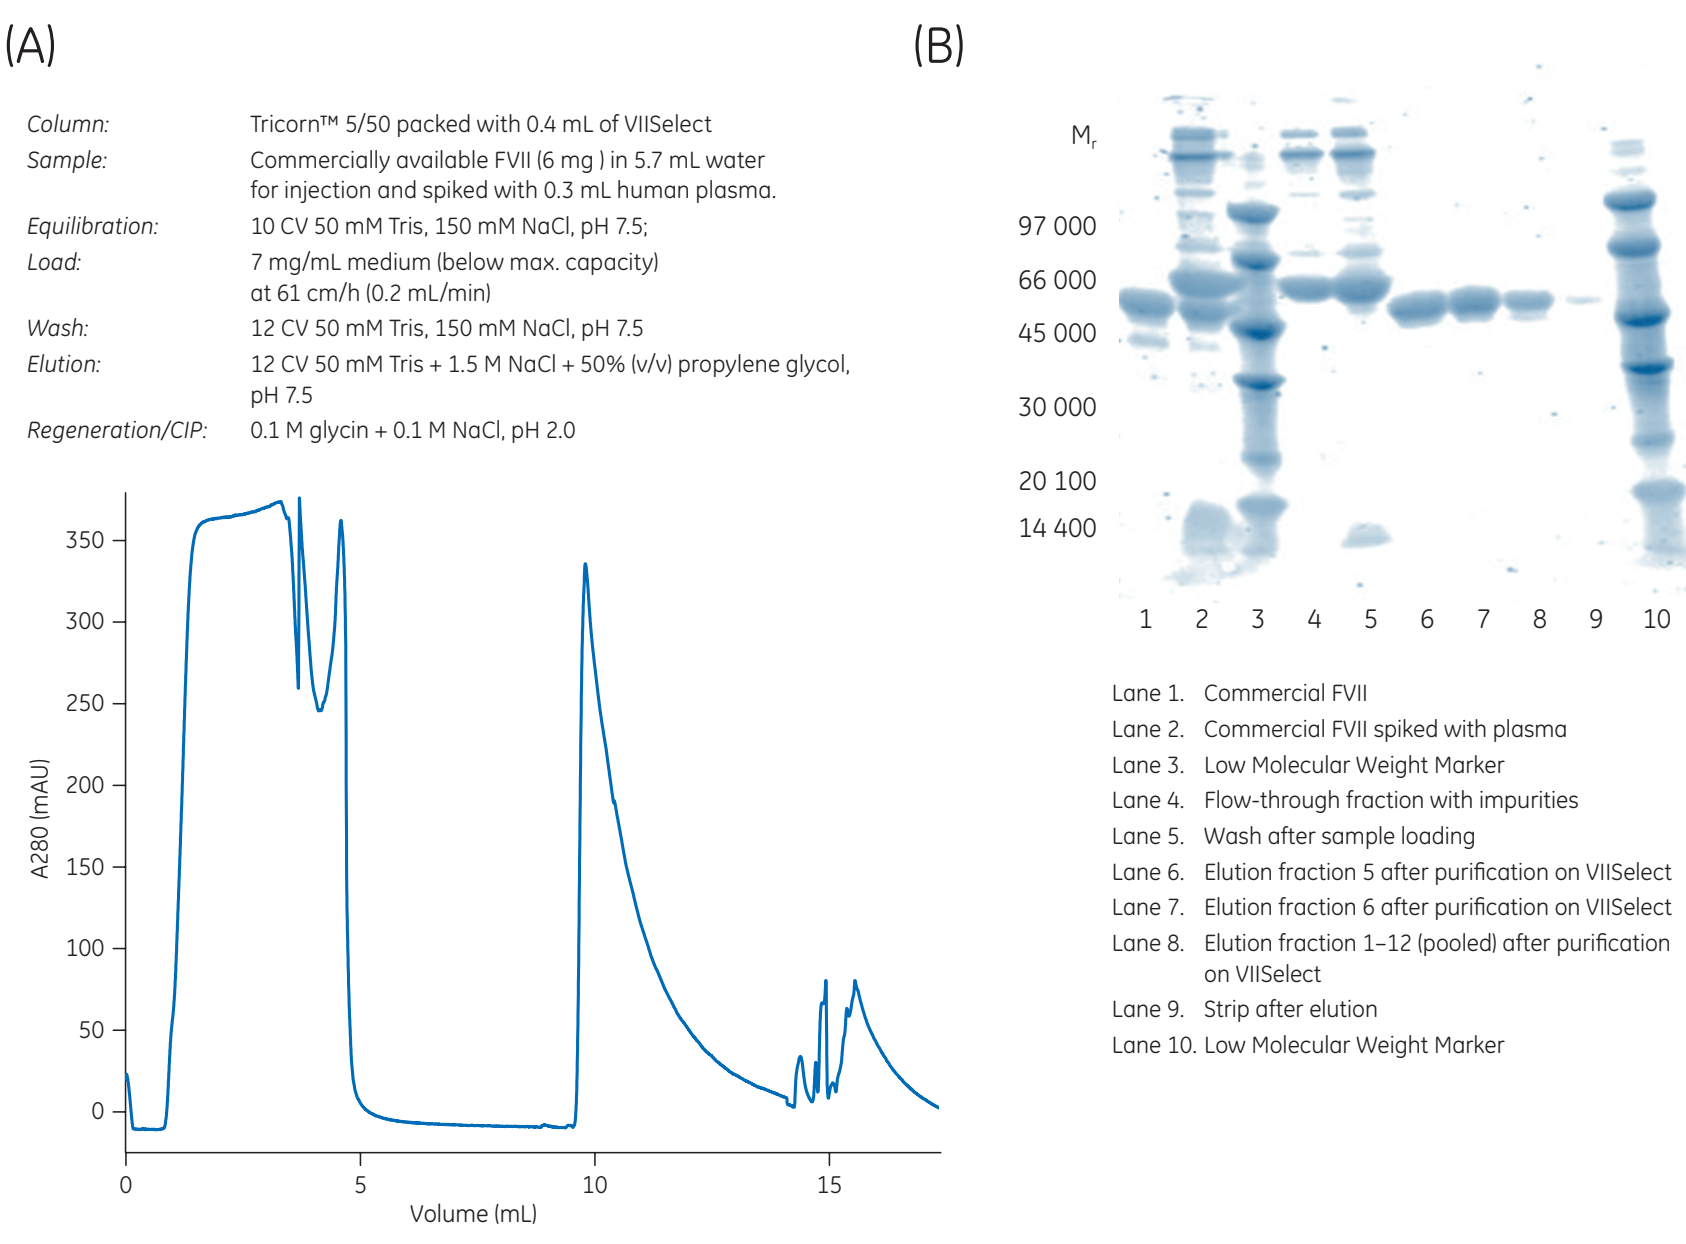 (A)
Column: Tricorn™ 5/50 packed with 0.4 mL of VIISelect
Sample: Commercially available FVII (6 mg ) in 5.7 mL water
for injection and spiked with 0.3 mL human plasma.
Equilibration: 10 CV 50 mM Tris, 150 mM NaCl, pH 7.5;
Load: 7 mg/mL medium (below max. capacity)
at 61 cm/h (0.2 mL/min)
Wash: 12 CV 50 mM Tris, 150 mM NaCl, pH 7.5
Elution: 12 CV 50 mM Tris + 1.5 M NaCl + 50% (v/v) propylene glycol,
pH 7.5
Regeneration/CIP: 0.1 M glycin + 0.1 M NaCl, pH 2.0
A280 (mAU)
350
300
250
200
150
100
50
0
0 5 10 15
Volume (mL)
(B)
Mr
97 000
66 000
45 000
30 000
20 100
14 400
1 2 3 4 5 6 7 8 9 10
Lane 1. Commercial FVII
Lane 2. Commercial FVII spiked with plasma
Lane 3. Low Molecular Weight Marker
Lane 4. Flow-through fraction with impurities
Lane 5. Wash after sample loading
Lane 6. Elution fraction 5 after purification on VIISelect
Lane 7. Elution fraction 6 after purification on VIISelect
Lane 8. Elution fraction 1–12 (pooled) after purification
on VIISelect
Lane 9. Strip after elution
Lane 10. Low Molecular Weight Marker